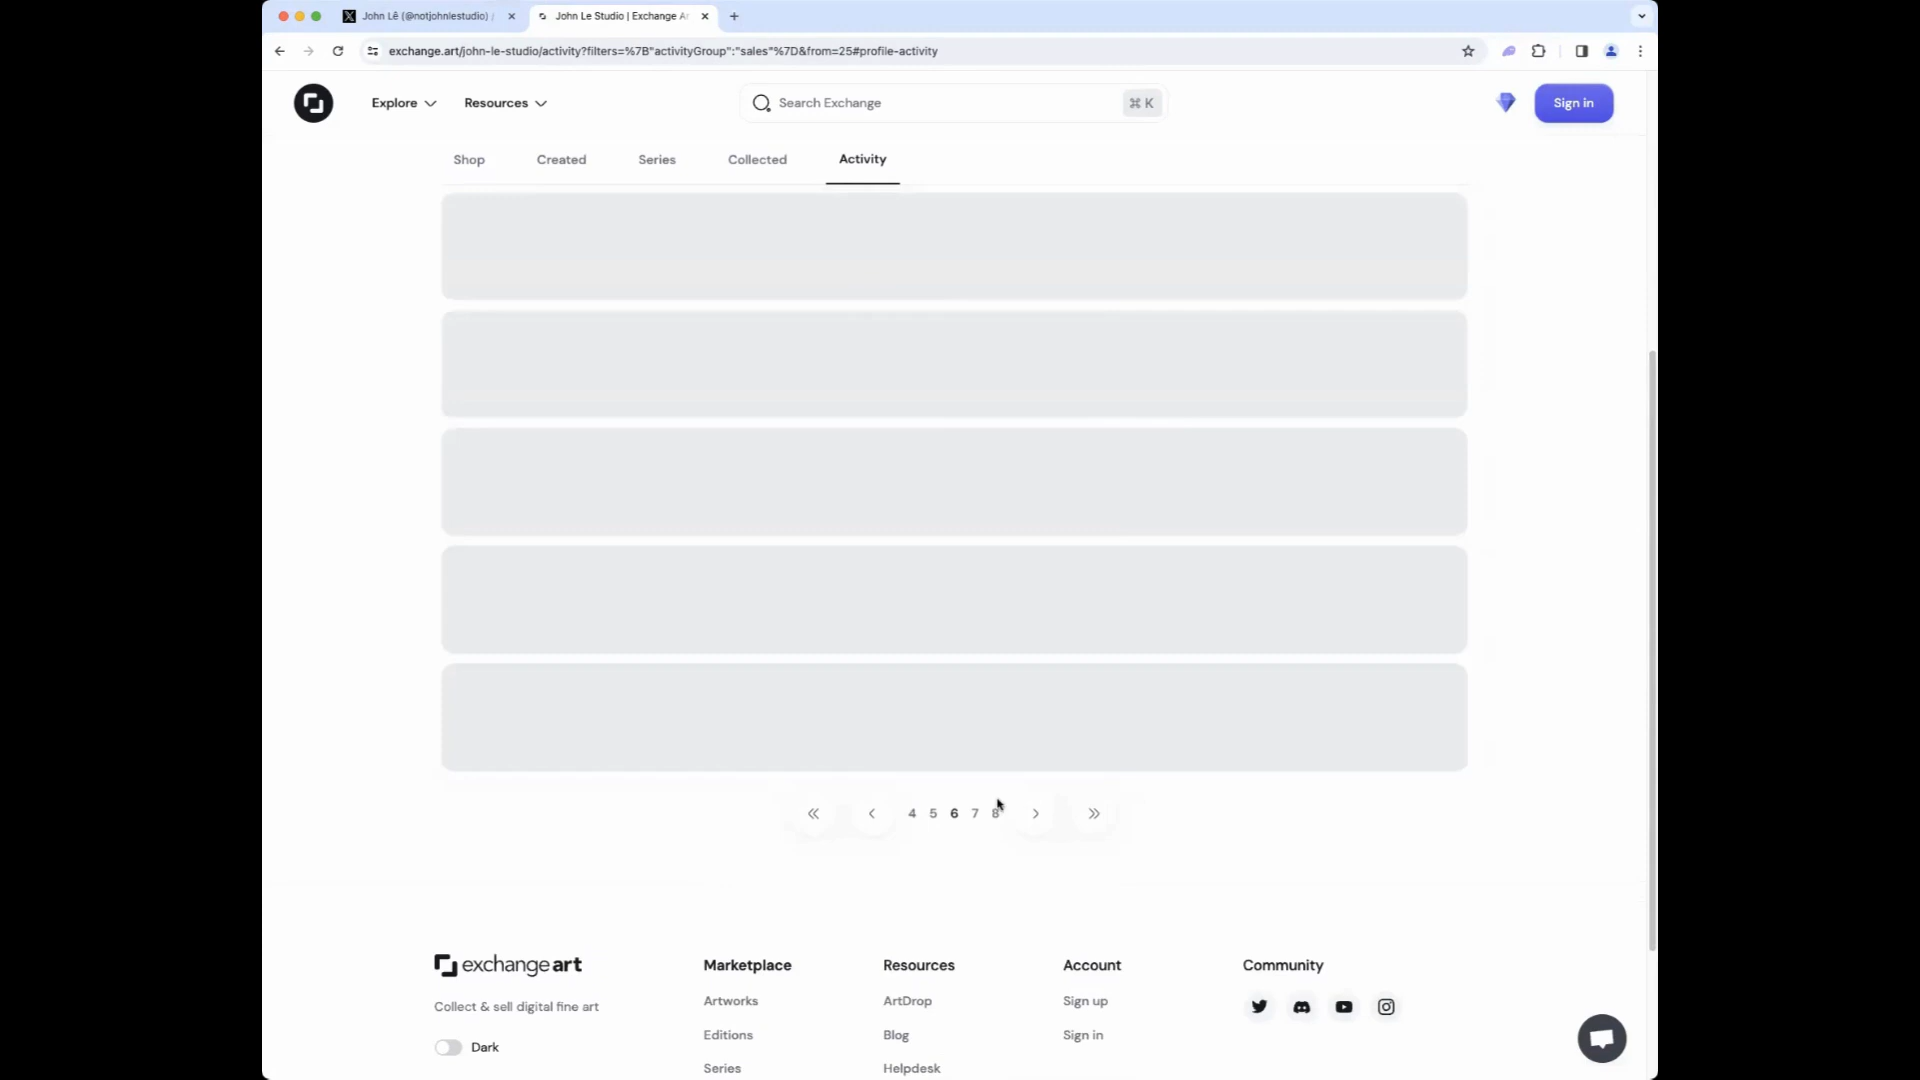 John Lê (@notjohnlestudio) /
John Le Studio | Exchange Ar
exchange.art/john-le-studio/activity?filters=%7B"activityGroup":"sales"%7D&from=25#profile-activity
Explore
Resources
Search Exchange
⌘ K
Sign in
Shop
Created
Series
Collected
Activity
« < 4 5 6 7 8 > »
exchange art
Collect & sell digital fine art
Dark
Marketplace
Artworks
Editions
Series
Resources
ArtDrop
Blog
Helpdesk
Account
Sign up
Sign in
Community